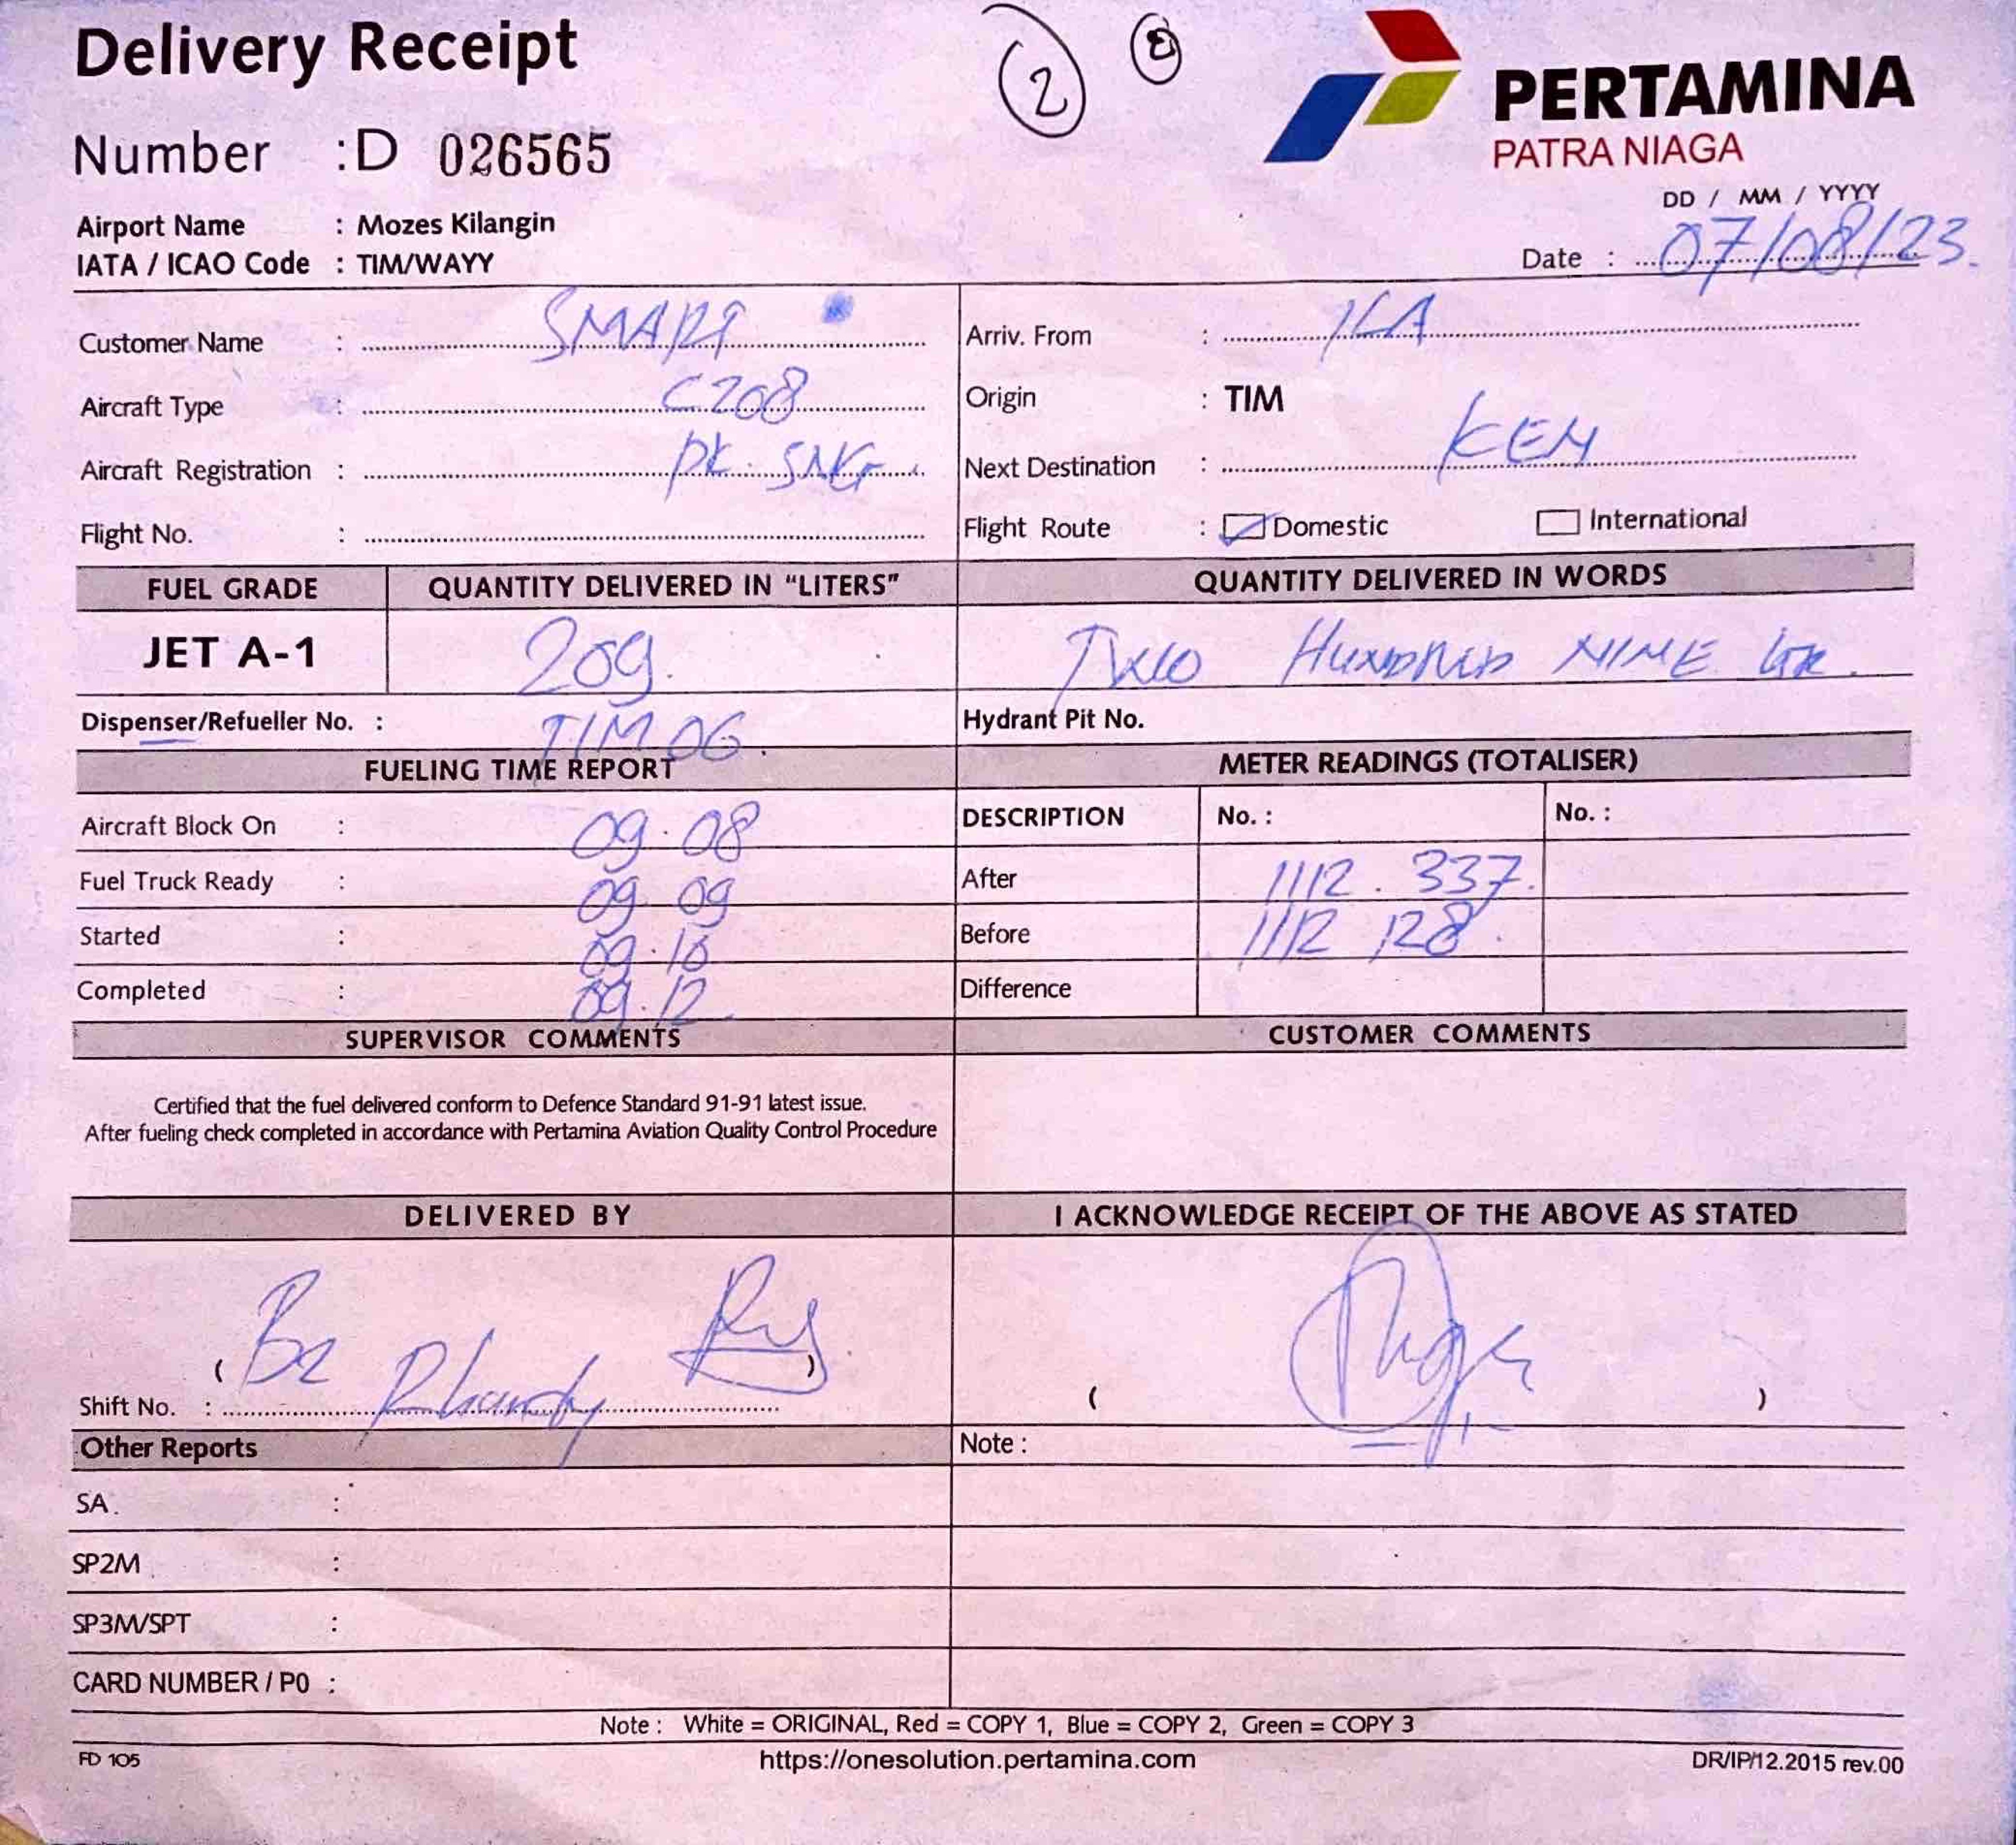 Delivery Receipt
2
PERTAMINA
PATRA NIAGA
Number : D 026565
DD / MM / YYYY
Airport Name : Mozes Kilangin
IATA / ICAO Code : TIM/WAYY
Date : 07/08/23.
Customer Name : SMART
Arriv. From :
Aircraft Type : C208
Origin : TIM
Aircraft Registration : PK. SNG
Next Destination :
Flight No. :
Flight Route : Domestic International
FUEL GRADE QUANTITY DELIVERED IN "LITERS" QUANTITY DELIVERED IN WORDS
JET A-1 209. TWO HUNDRED NINE LTR.
Dispenser/Refueller No. : TIM 06. Hydrant Pit No.
FUELING TIME REPORT METER READINGS (TOTALISER)
Aircraft Block On : 09.08 DESCRIPTION No. : No. :
Fuel Truck Ready : 09 09 After 1112. 337.
Started : 09.10 Before 1112 128.
Completed : 09.12. Difference
SUPERVISOR COMMENTS CUSTOMER COMMENTS
Certified that the fuel delivered conform to Defence Standard 91-91 latest issue.
After fueling check completed in accordance with Pertamina Aviation Quality Control Procedure
DELIVERED BY I ACKNOWLEDGE RECEIPT OF THE ABOVE AS STATED
( )
( )
Shift No. : Rhandy
Other Reports Note :
SA. :
SP2M :
SP3M/SPT :
CARD NUMBER / PO :
Note : White = ORIGINAL, Red = COPY 1, Blue = COPY 2, Green = COPY 3
FD 105 https://onesolution.pertamina.com DR/IP/12.2015 rev.00